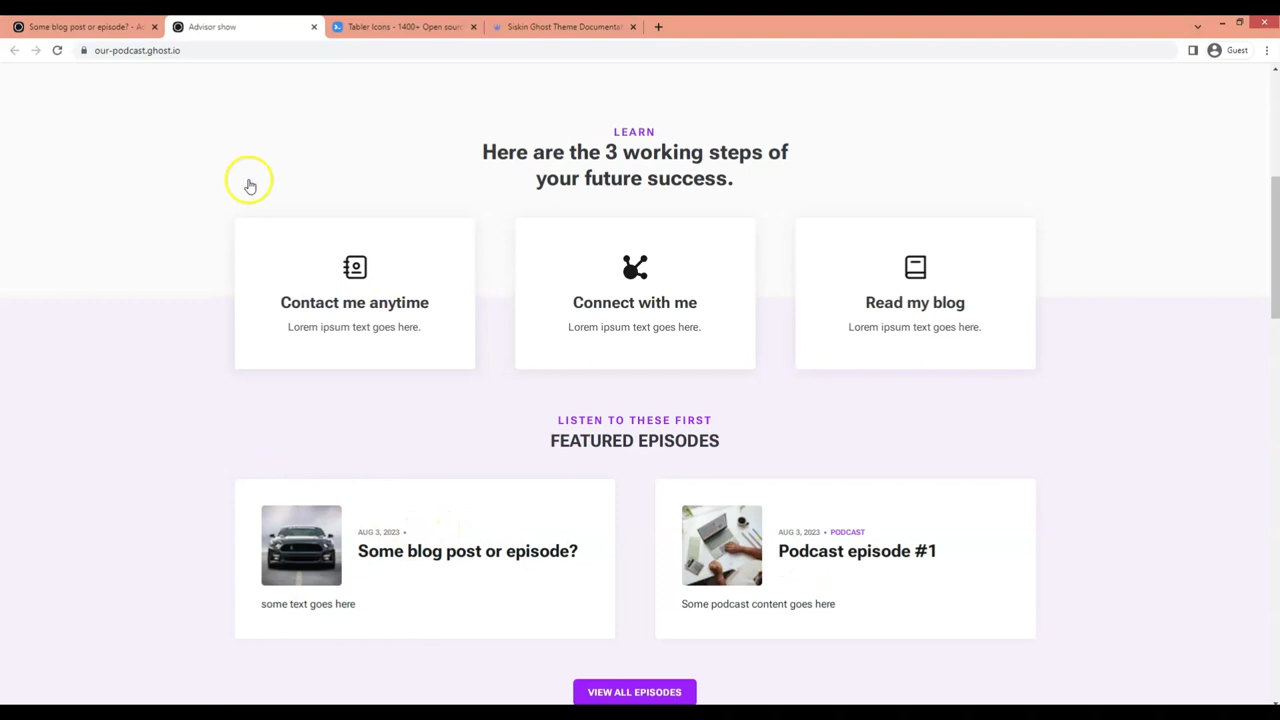 Some blog post or episode? - A
Advisor show
Tabler Icons - 1400+ Open sour
Siskin Ghost Theme Documentat
our-podcast.ghost.io
Guest
LEARN
Here are the 3 working steps of
your future success.
Contact me anytime
Lorem ipsum text goes here.
Connect with me
Lorem ipsum text goes here.
Read my blog
Lorem ipsum text goes here.
LISTEN TO THESE FIRST
FEATURED EPISODES
AUG 3, 2023 •
Some blog post or episode?
some text goes here
AUG 3, 2023 • PODCAST
Podcast episode #1
Some podcast content goes here
VIEW ALL EPISODES